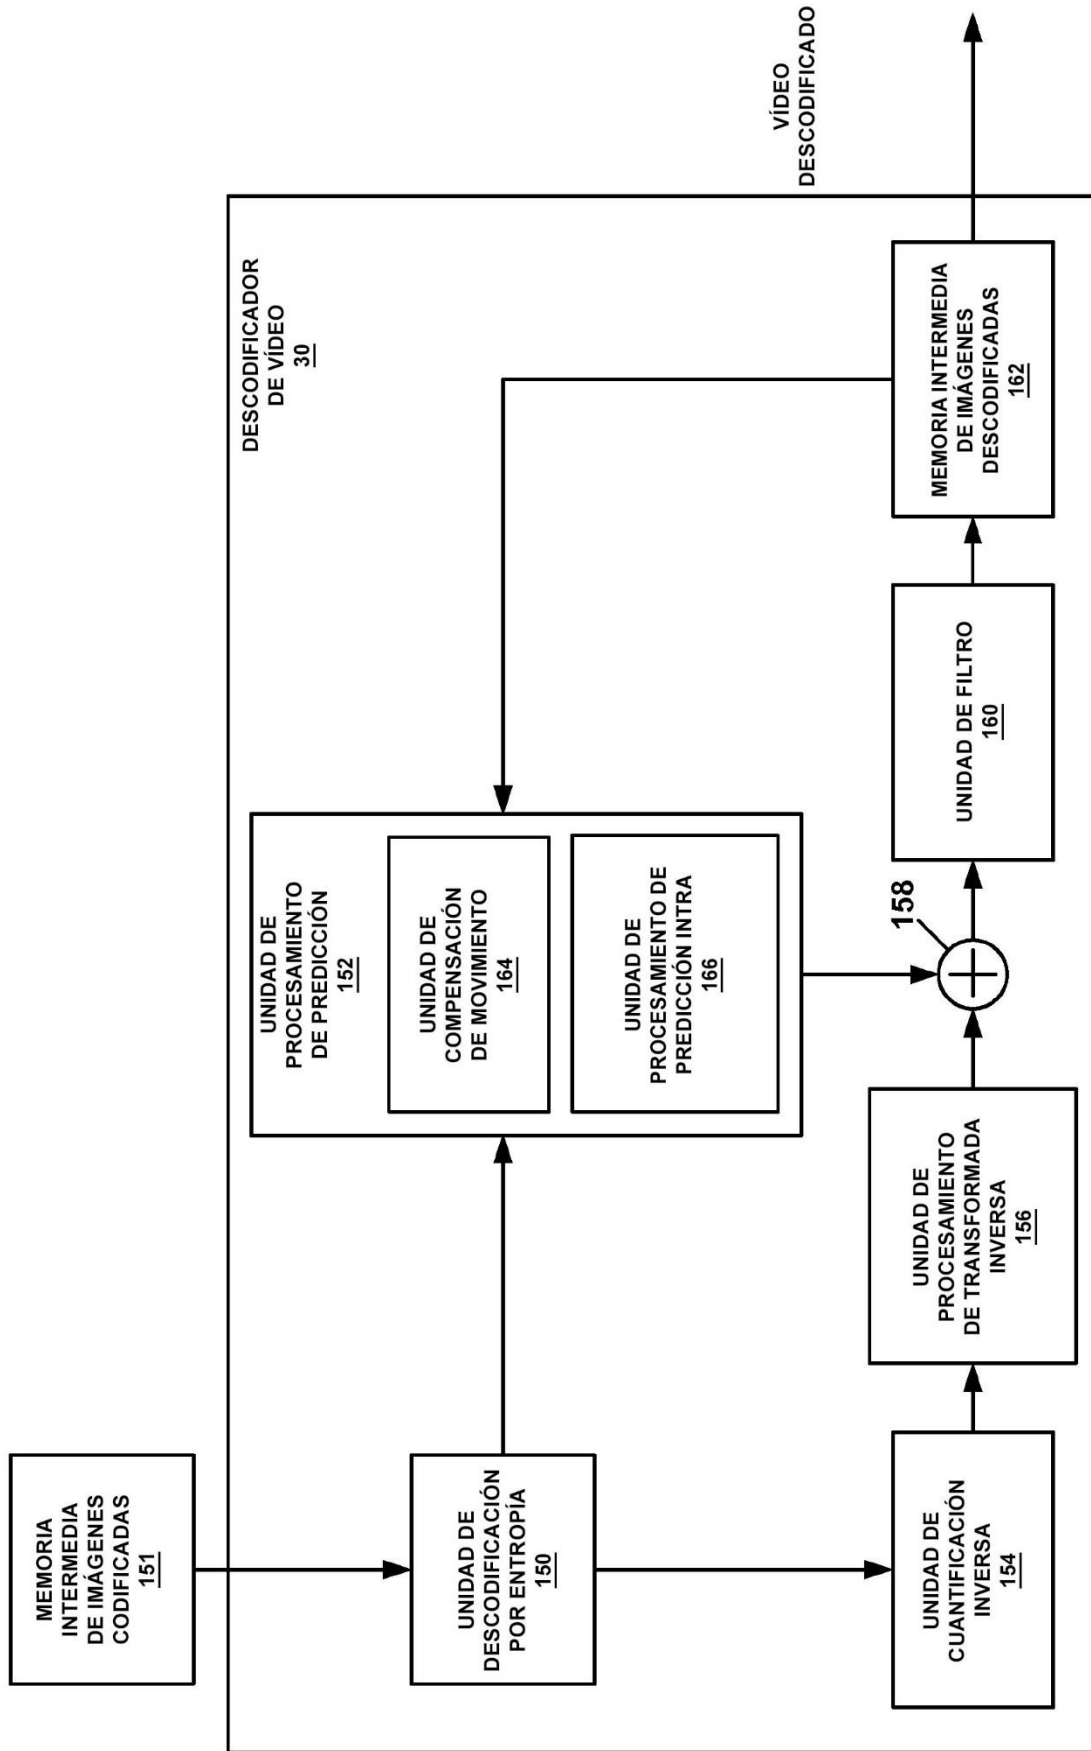 MEMORIA
INTERMEDIA
DE IMÁGENES
CODIFICADAS
151
DESCODIFICADOR
DE VÍDEO
30
VÍDEO
DESCODIFICADO
UNIDAD DE
DESCODIFICACIÓN
POR ENTROPÍA
150
UNIDAD DE
PROCESAMIENTO
DE PREDICCIÓN
152
UNIDAD DE
COMPENSACIÓN
DE MOVIMIENTO
164
UNIDAD DE
PROCESAMIENTO DE
PREDICCIÓN INTRA
166
UNIDAD DE
CUANTIFICACIÓN
INVERSA
154
UNIDAD DE
PROCESAMIENTO
DE TRANSFORMADA
INVERSA
156
158
UNIDAD DE FILTRO
160
MEMORIA INTERMEDIA
DE IMÁGENES
DESCODIFICADAS
162